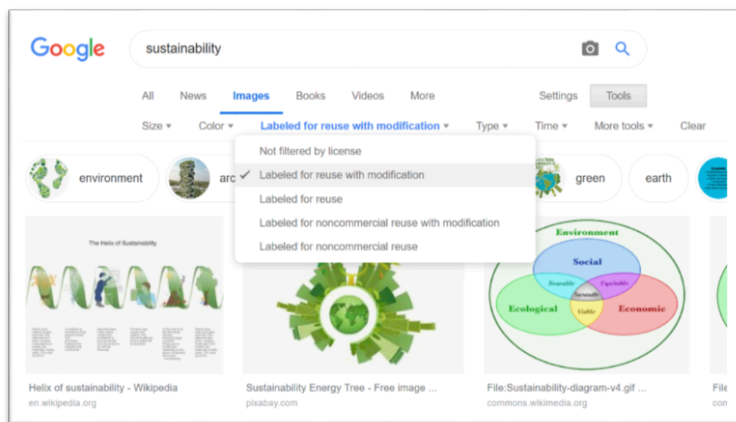 Google
sustainability
All News Images Books Videos More Settings Tools
Size Color Labeled for reuse with modification Type Time More tools Clear
Not filtered by license
Labeled for reuse with modification
Labeled for reuse
Labeled for noncommercial reuse with modification
Labeled for noncommercial reuse
environment
green
earth
The Helix of Sustainability
Environment
Social
Bearable
Equitable
Sustainable
Ecological
Economic
Viable
Helix of sustainability - Wikipedia
en.wikipedia.org
Sustainability Energy Tree - Free image ...
pixabay.com
File:Sustainability-diagram-v4.gif ...
commons.wikimedia.org